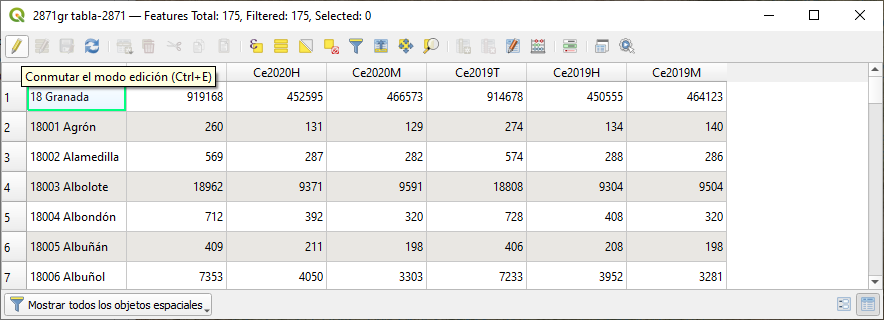 2871gr tabla-2871 — Features Total: 175, Filtered: 175, Selected: 0
Conmutar el modo edición (Ctrl+E)
Ce2020H Ce2020M Ce2019T Ce2019H Ce2019M
1 18 Granada 919168 452595 466573 914678 450555 464123
2 18001 Agrón 260 131 129 274 134 140
3 18002 Alamedilla 569 287 282 574 288 286
4 18003 Albolote 18962 9371 9591 18808 9304 9504
5 18004 Albondón 712 392 320 728 408 320
6 18005 Albuñán 409 211 198 406 208 198
7 18006 Albuñol 7353 4050 3303 7233 3952 3281
Mostrar todos los objetos espaciales